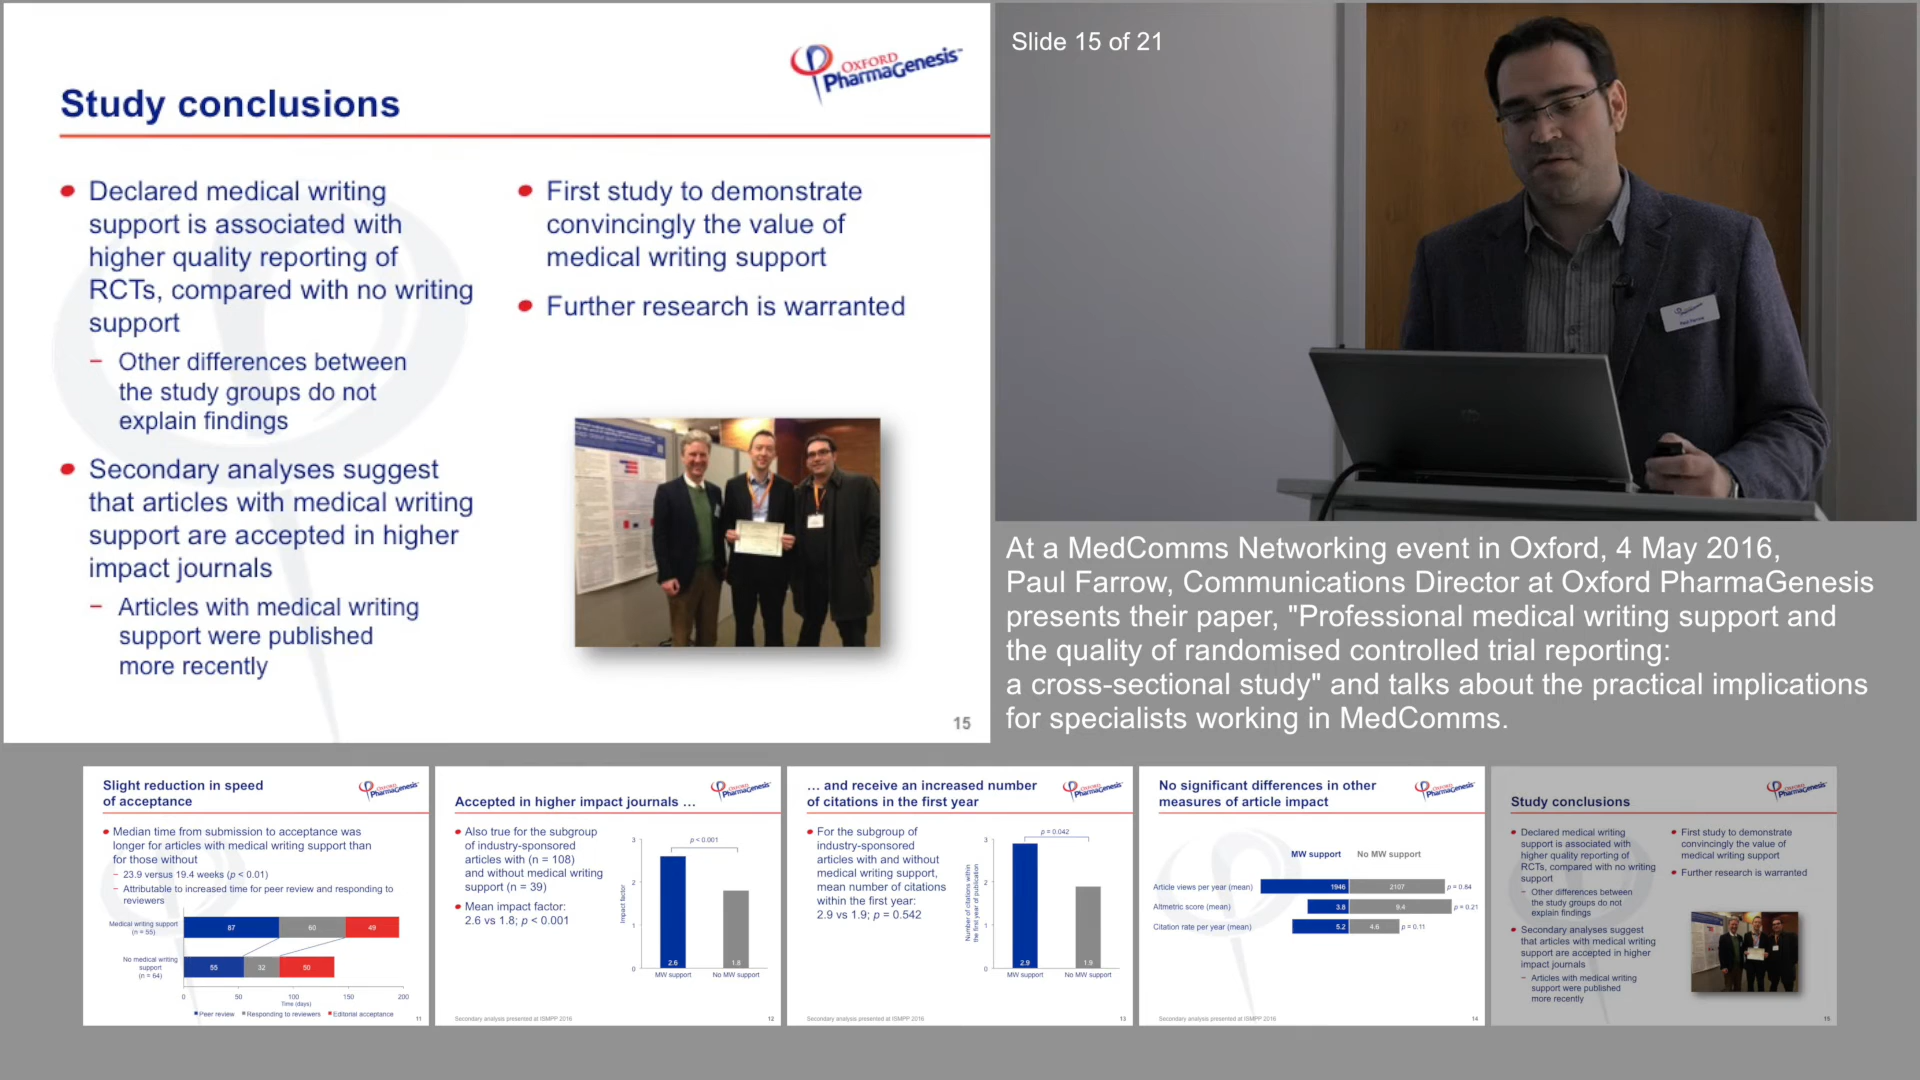 OXFORD
PharmaGenesis™
Study conclusions
Declared medical writing
support is associated with
higher quality reporting of
RCTs, compared with no writing
support
– Other differences between
the study groups do not
explain findings
Secondary analyses suggest
that articles with medical writing
support are accepted in higher
impact journals
– Articles with medical writing
support were published
more recently
First study to demonstrate
convincingly the value of
medical writing support
Further research is warranted
15
Slide 15 of 21
Paul Farrow
At a MedComms Networking event in Oxford, 4 May 2016,
Paul Farrow, Communications Director at Oxford PharmaGenesis
presents their paper, "Professional medical writing support and
the quality of randomised controlled trial reporting:
a cross-sectional study" and talks about the practical implications
for specialists working in MedComms.
Slight reduction in speed
of acceptance
OXFORD
PharmaGenesis
Median time from submission to acceptance was
longer for articles with medical writing support than
for those without
– 23.9 versus 19.4 weeks (p < 0.01)
– Attributable to increased time for peer review and responding to
reviewers
Medical writing support
(n = 55)
87 60 49
No medical writing
support
(n = 64)
55 32 50
0 50 100 150 200
Time (days)
Peer review Responding to reviewers Editorial acceptance
11
Accepted in higher impact journals ...
OXFORD
PharmaGenesis
Also true for the subgroup
of industry-sponsored
articles with (n = 108)
and without medical writing
support (n = 39)
Mean impact factor:
2.6 vs 1.8; p < 0.001
p < 0.001
Impact factor
3
2
1
0
2.6 1.8
MW support No MW support
Secondary analysis presented at ISMPP 2016
12
... and receive an increased number
of citations in the first year
OXFORD
PharmaGenesis
For the subgroup of
industry-sponsored
articles with and without
medical writing support,
mean number of citations
within the first year:
2.9 vs 1.9; p = 0.542
p = 0.042
Number of citations within
the first year of publication
3
2
1
0
2.9 1.9
MW support No MW support
Secondary analysis presented at ISMPP 2016
13
No significant differences in other
measures of article impact
OXFORD
PharmaGenesis
MW support No MW support
Article views per year (mean) 1946 2107 p = 0.84
Altmetric score (mean) 3.8 9.4 p = 0.21
Citation rate per year (mean) 5.2 4.6 p = 0.11
Secondary analysis presented at ISMPP 2016
14
Study conclusions
OXFORD
PharmaGenesis
Declared medical writing
support is associated with
higher quality reporting of
RCTs, compared with no writing
support
– Other differences between
the study groups do not
explain findings
Secondary analyses suggest
that articles with medical writing
support are accepted in higher
impact journals
– Articles with medical writing
support were published
more recently
First study to demonstrate
convincingly the value of
medical writing support
Further research is warranted
15